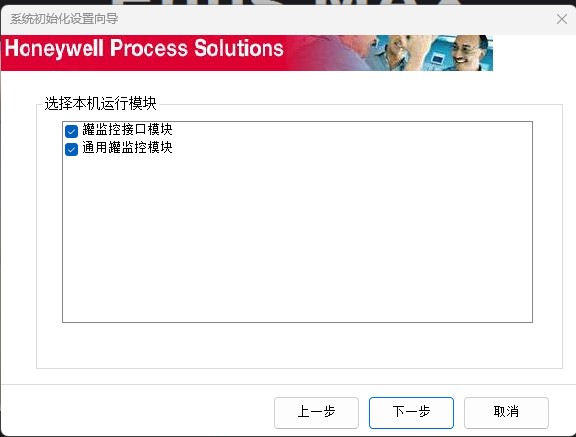 系统初始化设置向导
Honeywell Process Solutions
选择本机运行模块
罐监控接口模块
通用罐监控模块
上一步
下一步
取消